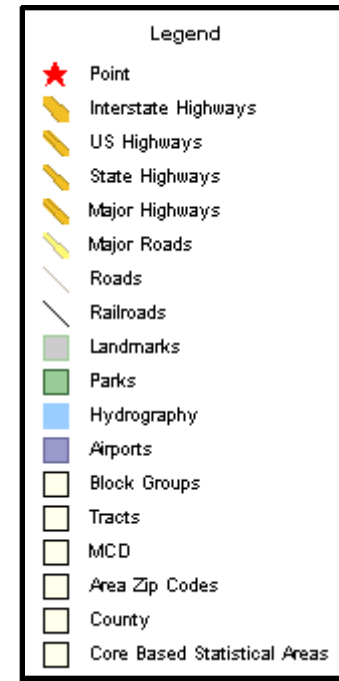 Legend
Point
Interstate Highways
US Highways
State Highways
Major Highways
Major Roads
Roads
Railroads
Landmarks
Parks
Hydrography
Airports
Block Groups
Tracts
MCD
Area Zip Codes
County
Core Based Statistical Areas